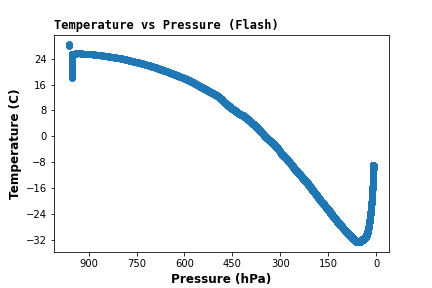 Temperature vs Pressure (Flash)
Temperature (C)
24
16
8
0
−8
−16
−24
−32
900 750 600 450 300 150 0
Pressure (hPa)